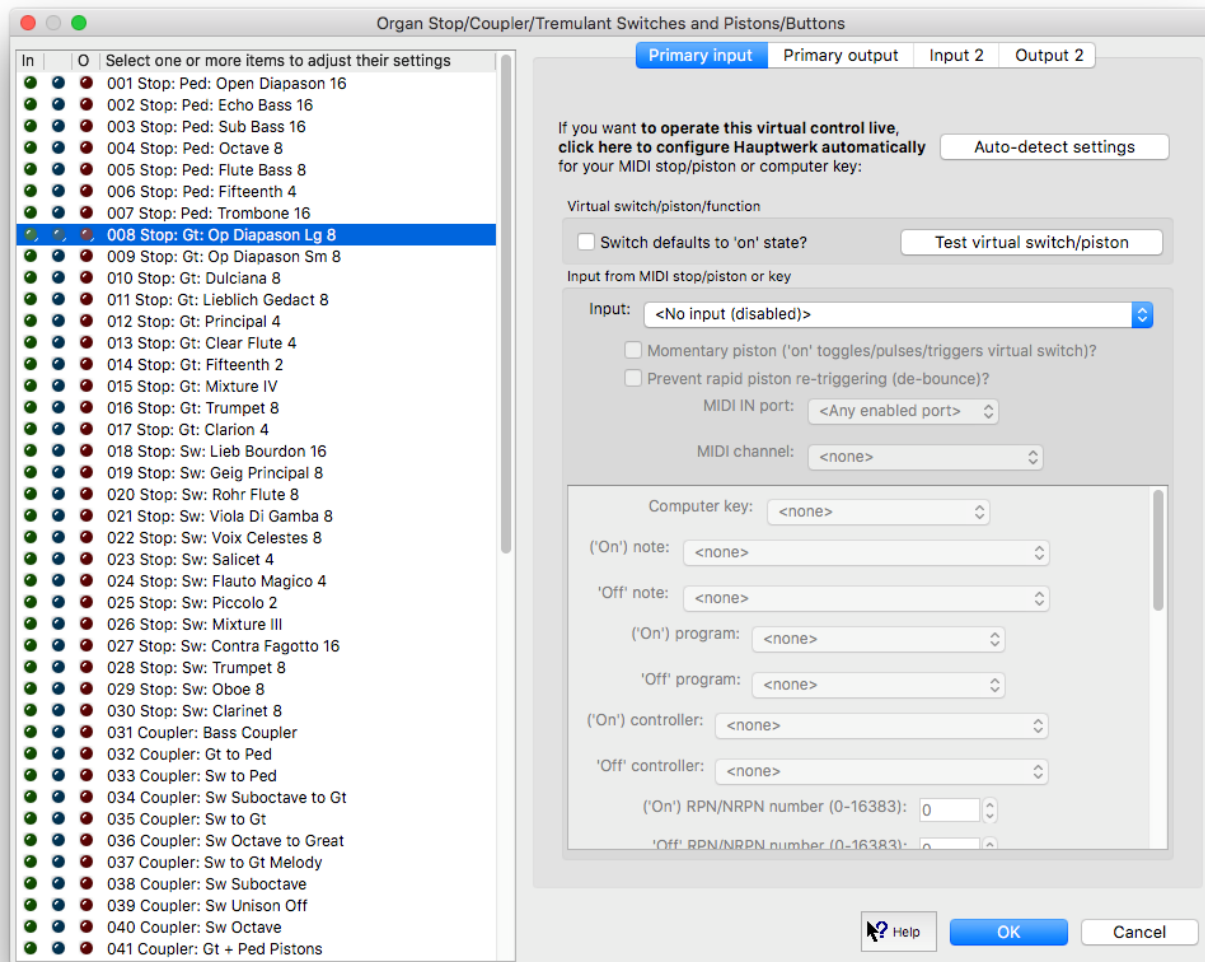 Organ Stop/Coupler/Tremulant Switches and Pistons/Buttons
In O Select one or more items to adjust their settings
001 Stop: Ped: Open Diapason 16
002 Stop: Ped: Echo Bass 16
003 Stop: Ped: Sub Bass 16
004 Stop: Ped: Octave 8
005 Stop: Ped: Flute Bass 8
006 Stop: Ped: Fifteenth 4
007 Stop: Ped: Trombone 16
008 Stop: Gt: Op Diapason Lg 8
009 Stop: Gt: Op Diapason Sm 8
010 Stop: Gt: Dulciana 8
011 Stop: Gt: Lieblich Gedact 8
012 Stop: Gt: Principal 4
013 Stop: Gt: Clear Flute 4
014 Stop: Gt: Fifteenth 2
015 Stop: Gt: Mixture IV
016 Stop: Gt: Trumpet 8
017 Stop: Gt: Clarion 4
018 Stop: Sw: Lieb Bourdon 16
019 Stop: Sw: Geig Principal 8
020 Stop: Sw: Rohr Flute 8
021 Stop: Sw: Viola Di Gamba 8
022 Stop: Sw: Voix Celestes 8
023 Stop: Sw: Salicet 4
024 Stop: Sw: Flauto Magico 4
025 Stop: Sw: Piccolo 2
026 Stop: Sw: Mixture III
027 Stop: Sw: Contra Fagotto 16
028 Stop: Sw: Trumpet 8
029 Stop: Sw: Oboe 8
030 Stop: Sw: Clarinet 8
031 Coupler: Bass Coupler
032 Coupler: Gt to Ped
033 Coupler: Sw to Ped
034 Coupler: Sw Suboctave to Gt
035 Coupler: Sw to Gt
036 Coupler: Sw Octave to Great
037 Coupler: Sw to Gt Melody
038 Coupler: Sw Suboctave
039 Coupler: Sw Unison Off
040 Coupler: Sw Octave
041 Coupler: Gt + Ped Pistons
Primary input Primary output Input 2 Output 2
If you want to operate this virtual control live,
click here to configure Hauptwerk automatically
for your MIDI stop/piston or computer key:
Auto-detect settings
Virtual switch/piston/function
Switch defaults to 'on' state? Test virtual switch/piston
Input from MIDI stop/piston or key
Input: <No input (disabled)>
Momentary piston ('on' toggles/pulses/triggers virtual switch)?
Prevent rapid piston re-triggering (de-bounce)?
MIDI IN port: <Any enabled port>
MIDI channel: <none>
Computer key: <none>
('On') note: <none>
'Off' note: <none>
('On') program: <none>
'Off' program: <none>
('On') controller: <none>
'Off' controller: <none>
('On') RPN/NRPN number (0-16383): 0
'Off' RPN/NRPN number (0-16383): 0
? Help OK Cancel